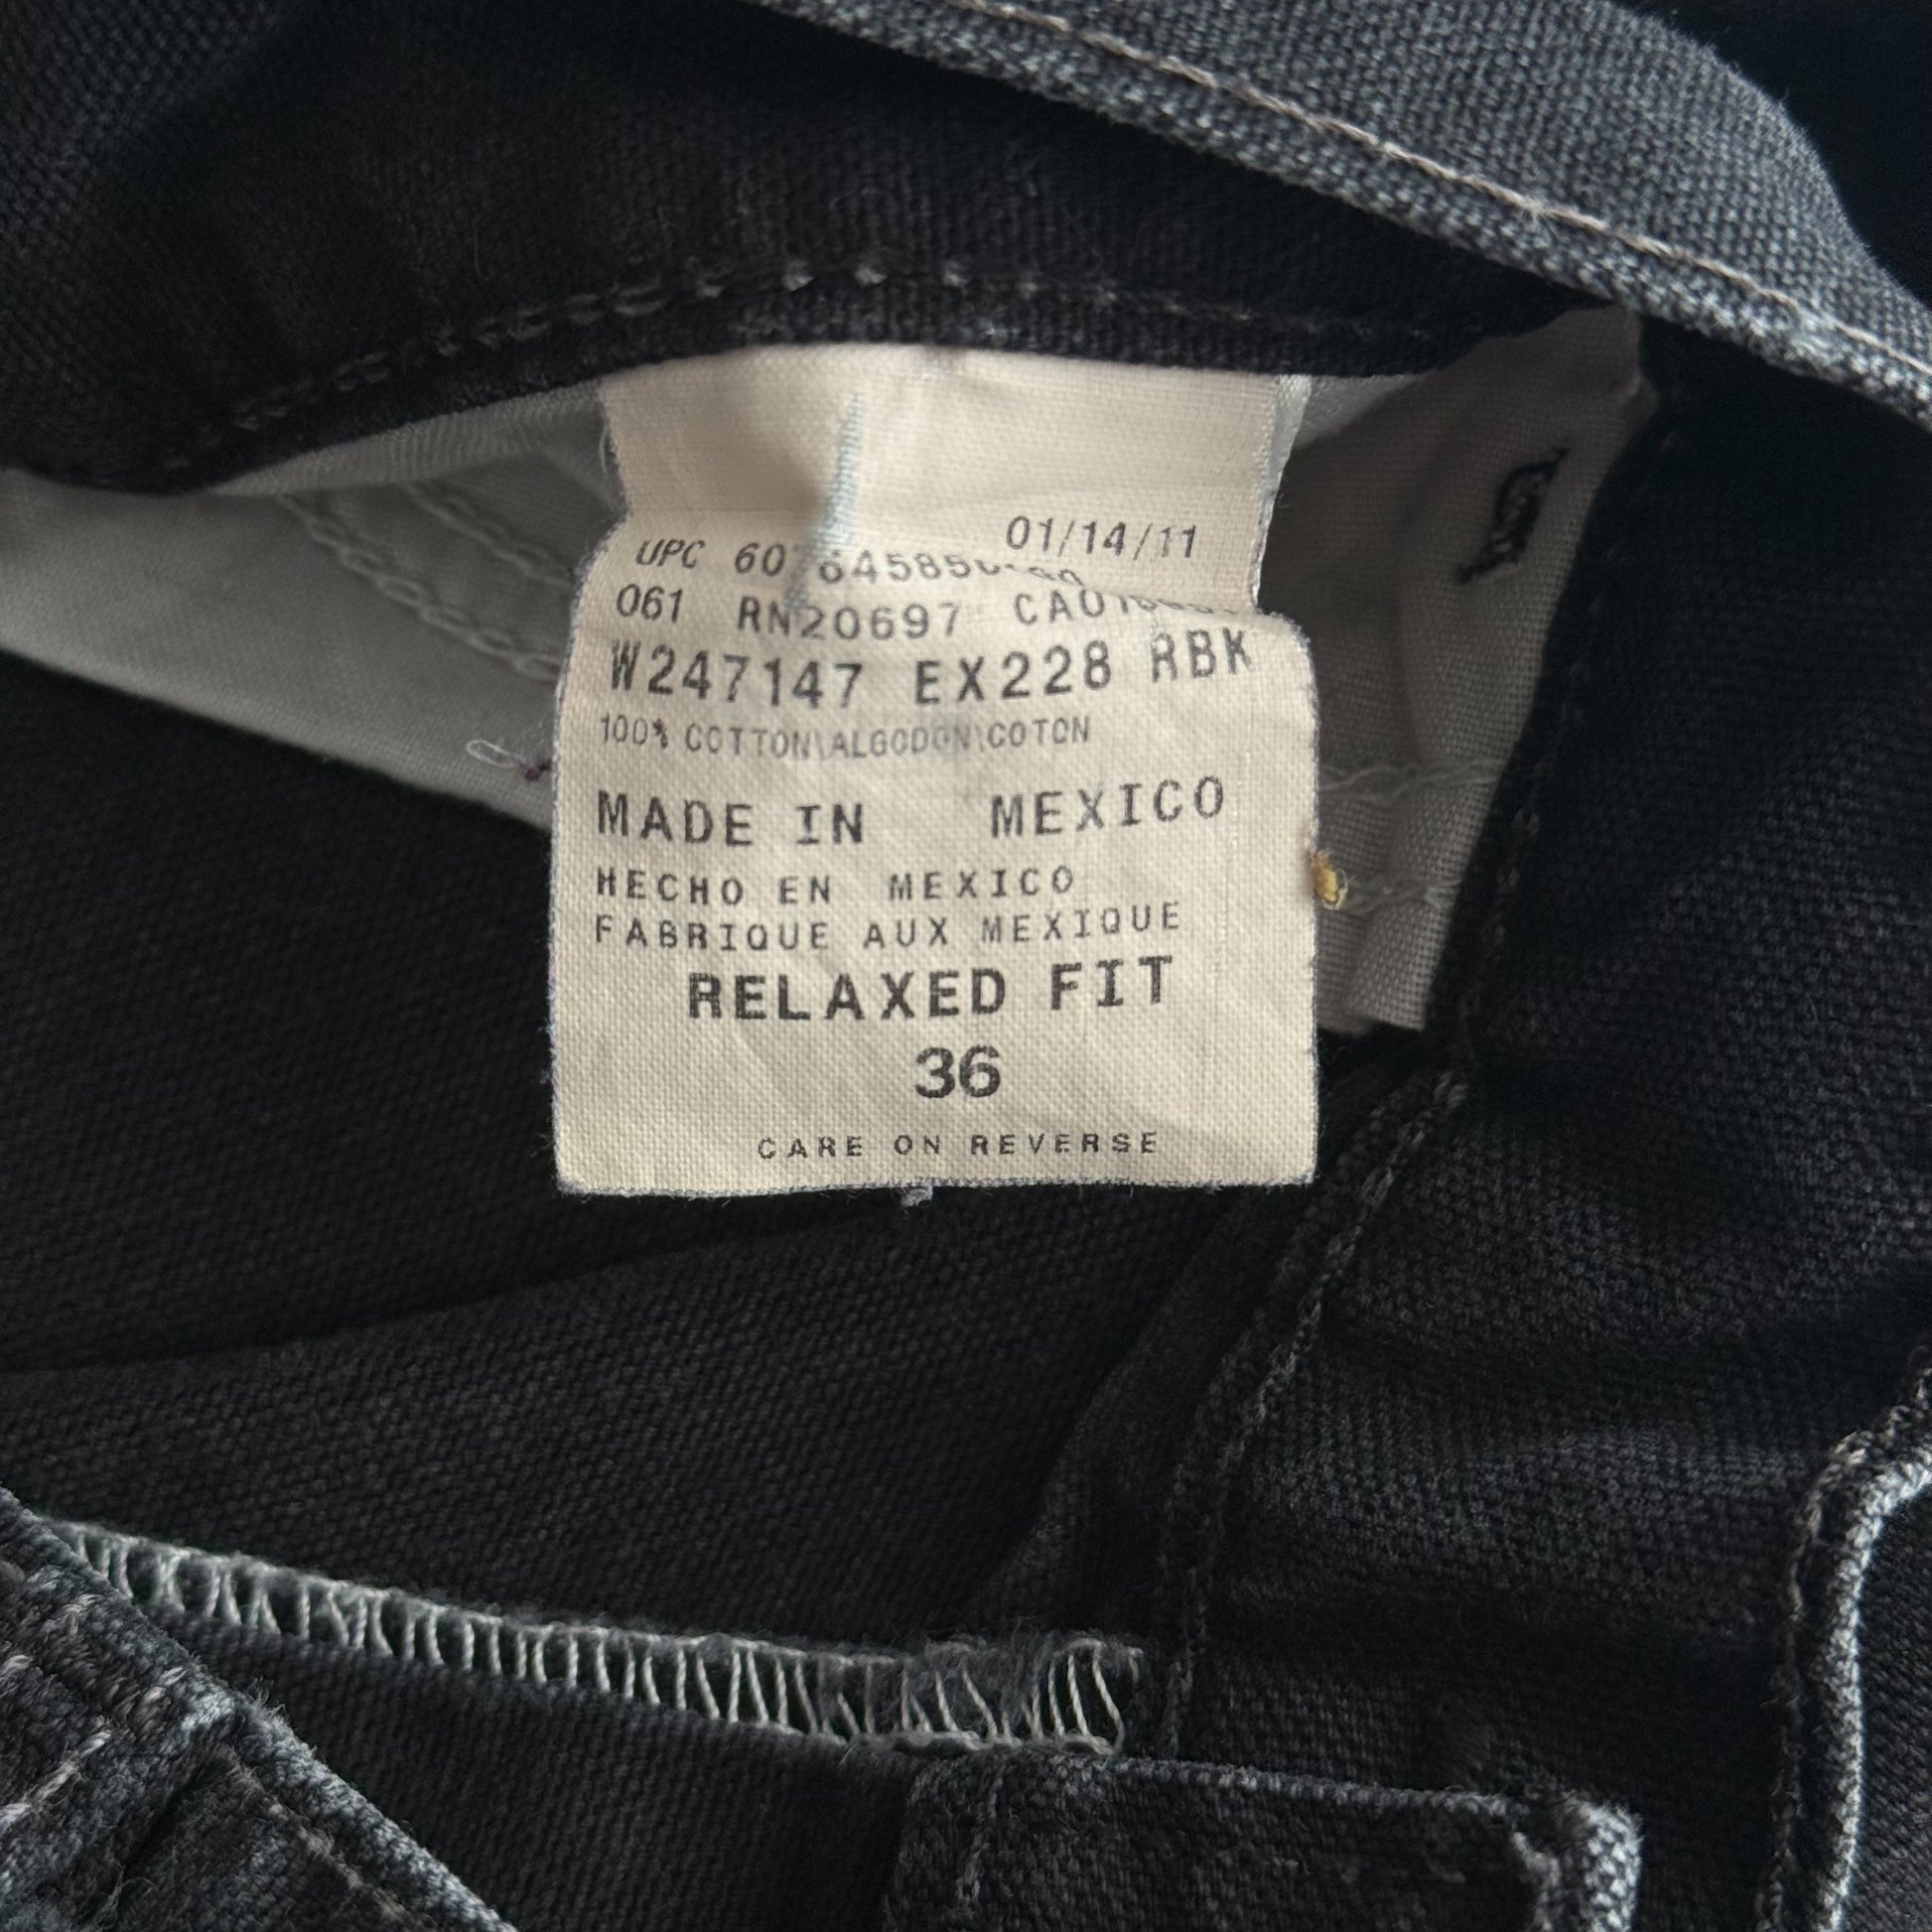 01/14/11
UPC
061 RN20697
W247147 EX228 RBK
100% COTTON\ALGODON\COTON
MADE IN MEXICO
HECHO EN MEXICO
FABRIQUE AUX MEXIQUE
RELAXED FIT
36
CARE ON REVERSE